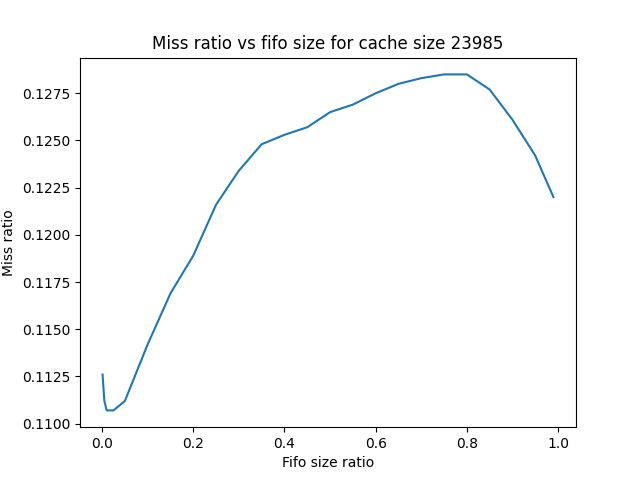 Miss ratio vs fifo size for cache size 23985
Miss ratio
0.1275
0.1250
0.1225
0.1200
0.1175
0.1150
0.1125
0.1100
0.0 0.2 0.4 0.6 0.8 1.0
Fifo size ratio